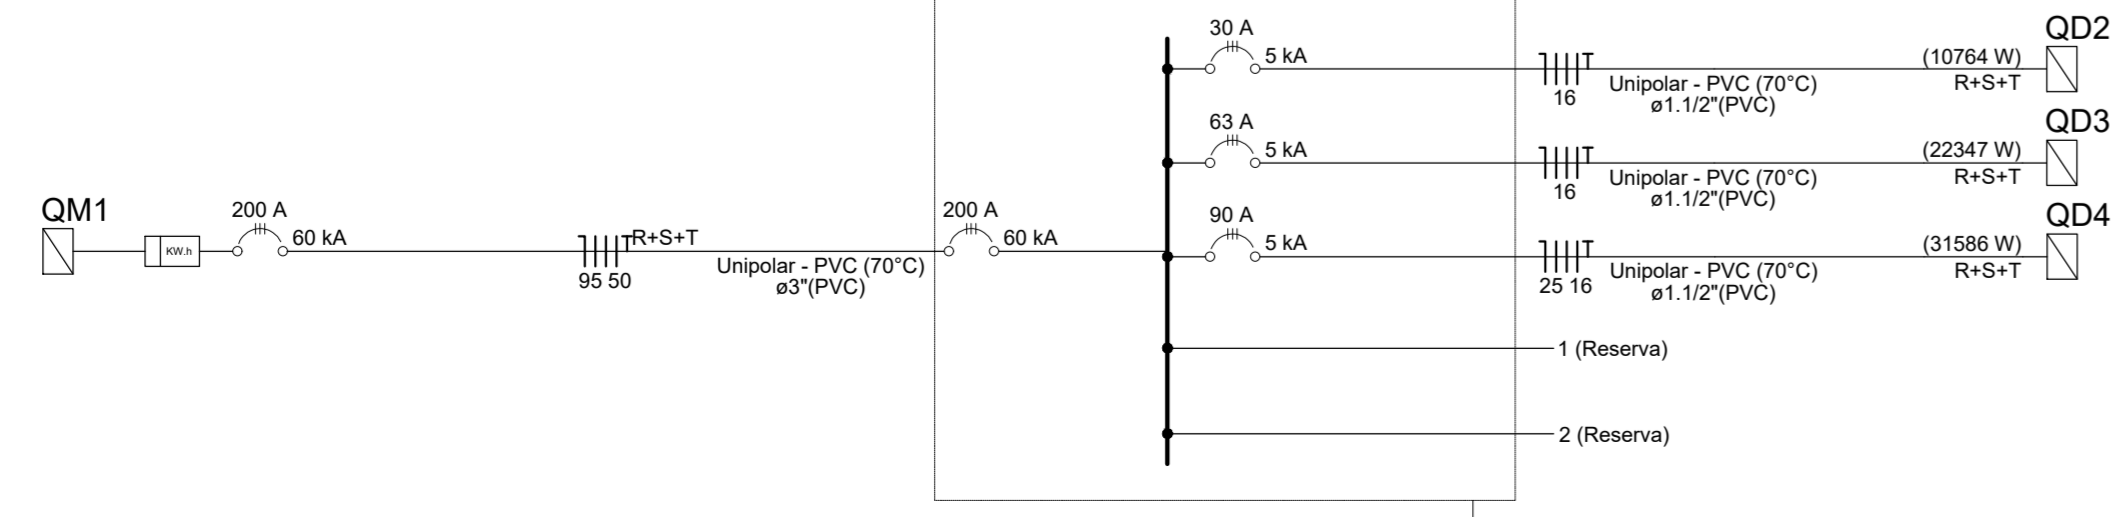 QM1
KW.h
200 A
60 kA
R+S+T
95 50
Unipolar - PVC (70°C)
ø3"(PVC)
200 A
60 kA
30 A
5 kA
T
16
Unipolar - PVC (70°C)
ø1.1/2"(PVC)
(10764 W)
R+S+T
QD2
63 A
5 kA
16
Unipolar - PVC (70°C)
ø1.1/2"(PVC)
(22347 W)
R+S+T
QD3
90 A
5 kA
25 16
Unipolar - PVC (70°C)
ø1.1/2"(PVC)
(31586 W)
R+S+T
QD4
1 (Reserva)
2 (Reserva)